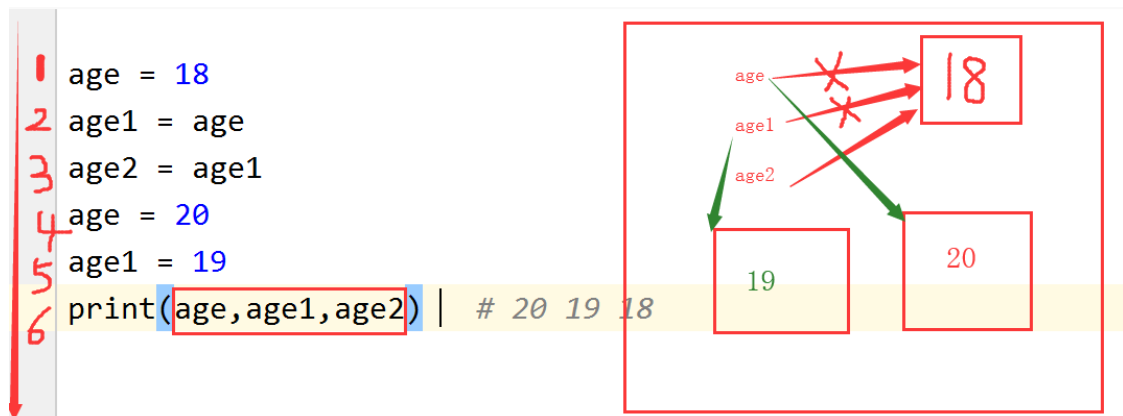 1 age = 18
2 age1 = age
3 age2 = age1
4 age = 20
5 age1 = 19
6 print(age,age1,age2) # 20 19 18
age
18
age1
age2
19
20